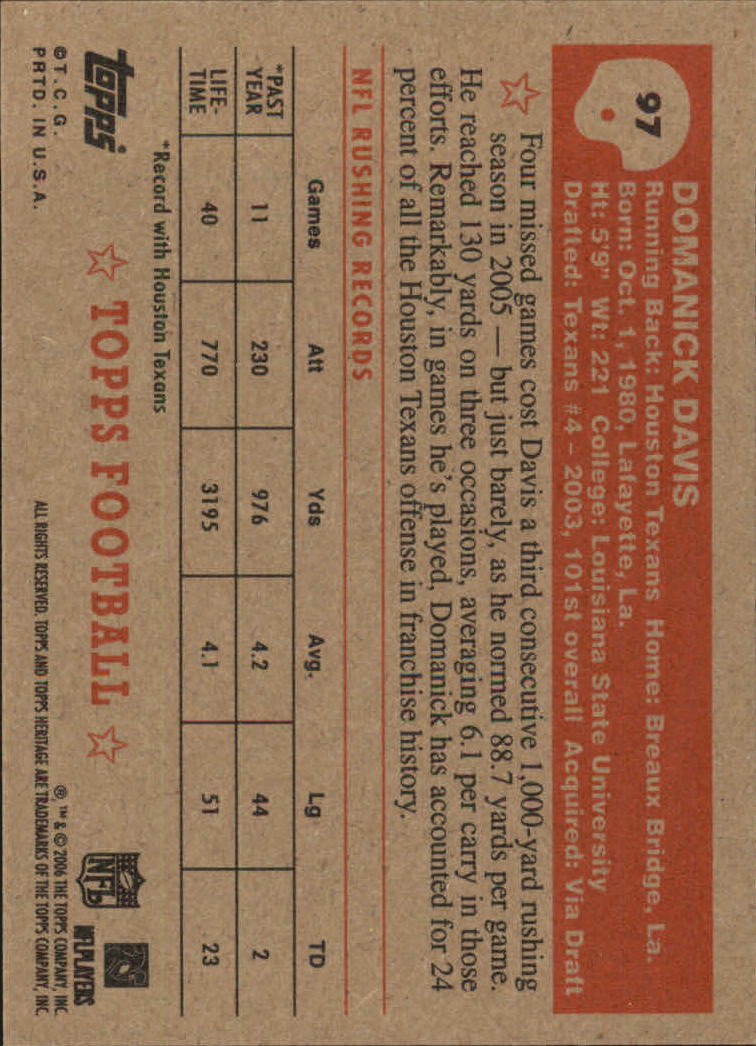 97
DOMANICK DAVIS
Running Back: Houston Texans Home: Breaux Bridge, La.
Born: Oct. 1, 1980, Lafayette, La.
Ht: 5'9" Wt: 221 College: Louisiana State University
Drafted: Texans #4 – 2003, 101st overall Acquired: Via Draft
Four missed games cost Davis a third consecutive 1,000-yard rushing
season in 2005 — but just barely, as he normed 88.7 yards per game.
He reached 130 yards on three occasions, averaging 6.1 per carry in those
efforts. Remarkably, in games he's played, Domanick has accounted for 24
percent of all the Houston Texans offense in franchise history.
NFL RUSHING RECORDS
Games Att Yds Avg. Lg TD
*PAST YEAR 11 230 976 4.2 44 2
LIFE-TIME 40 770 3195 4.1 51 23
*Record with Houston Texans
topps
©T.C.G.
PRTD. IN U.S.A.
☆ TOPPS FOOTBALL ☆
NFL
NFLPLAYERS
® ™ & © 2006 THE TOPPS COMPANY, INC.
ALL RIGHTS RESERVED. TOPPS AND TOPPS HERITAGE ARE TRADEMARKS OF THE TOPPS COMPANY, INC.